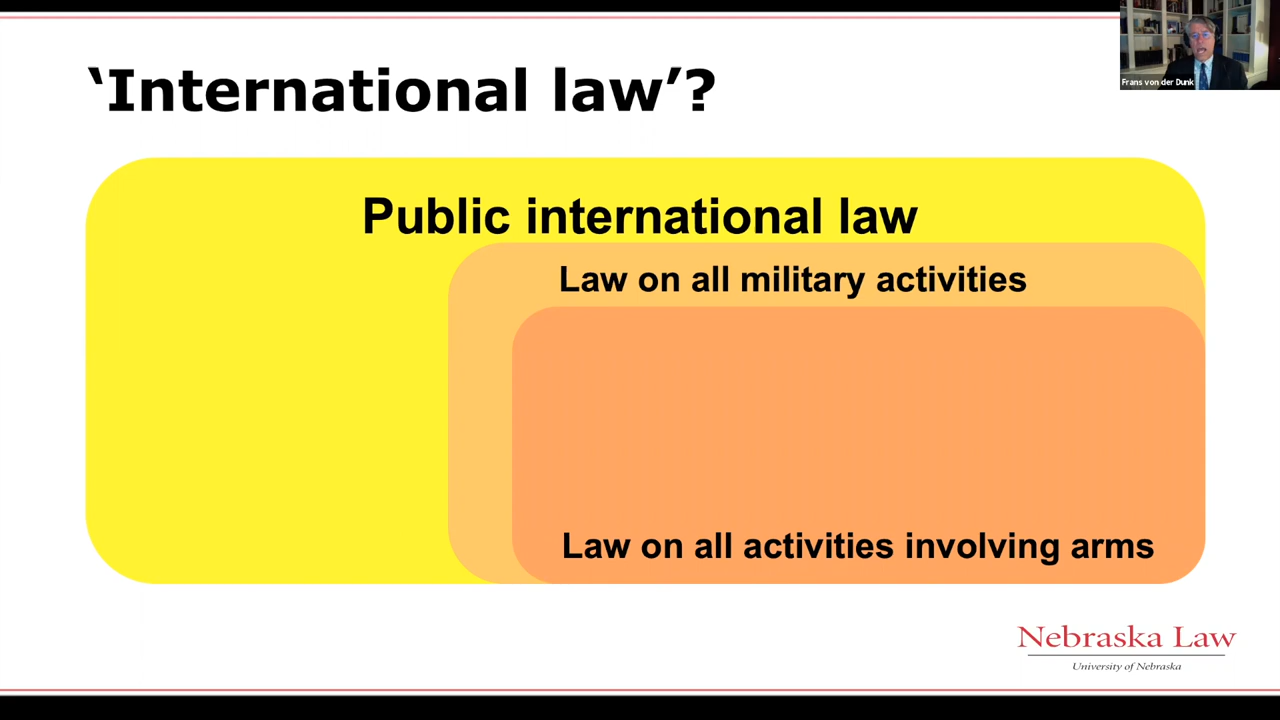 ‘International law’?
Frans von der Dunk
Public international law
Law on all military activities
Law on all activities involving arms
Nebraska Law
University of Nebraska